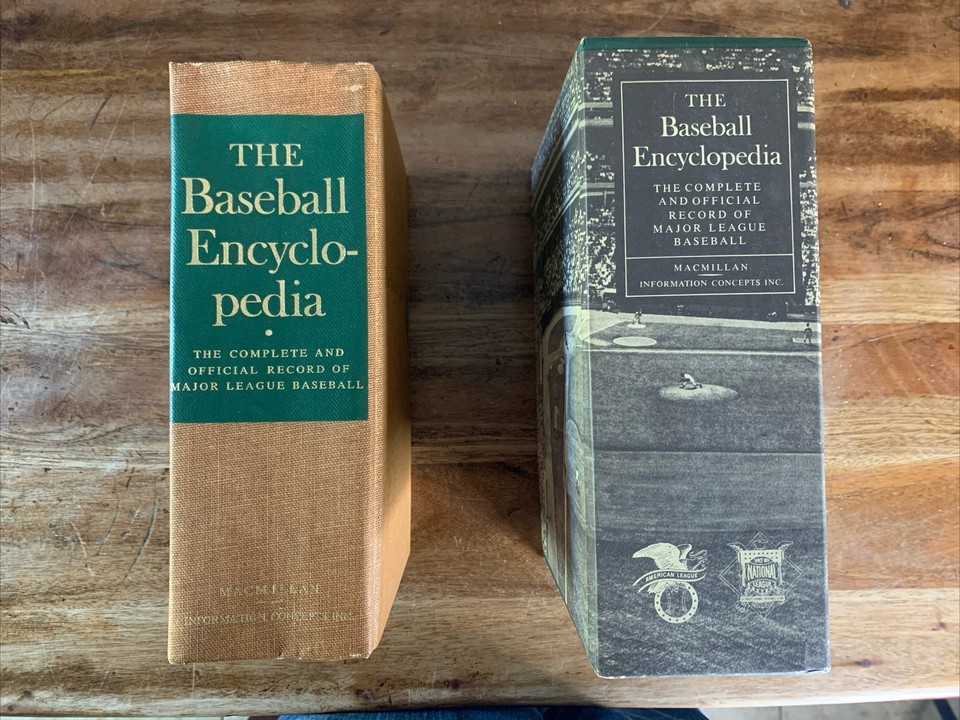 THE
Baseball
Encyclo-
pedia
•
THE COMPLETE AND
OFFICIAL RECORD OF
MAJOR LEAGUE BASEBALL
MACMILLAN
INFORMATION CONCEPTS INC.
THE
Baseball
Encyclopedia
THE COMPLETE
AND OFFICIAL
RECORD OF
MAJOR LEAGUE
BASEBALL
MACMILLAN
INFORMATION CONCEPTS INC.
AMERICAN LEAGUE
NATIONAL
LEAGUE